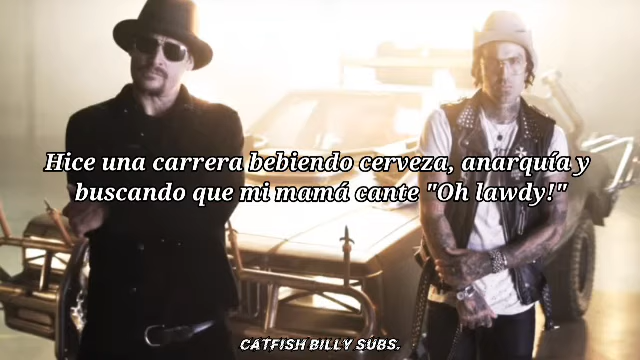 Hice una carrera bebiendo cerveza, anarquía y
buscando que mi mamá cante "Oh lawdy!"
CATFISH BILLY SUBS.